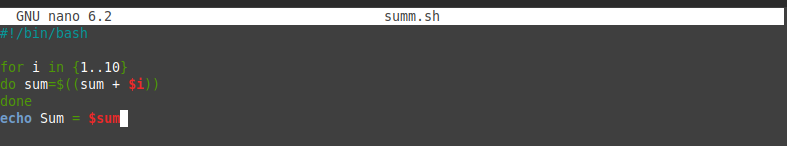 GNU nano 6.2 summ.sh
#!/bin/bash
for i in {1..10}
do sum=$((sum + $i))
done
echo Sum = $sum